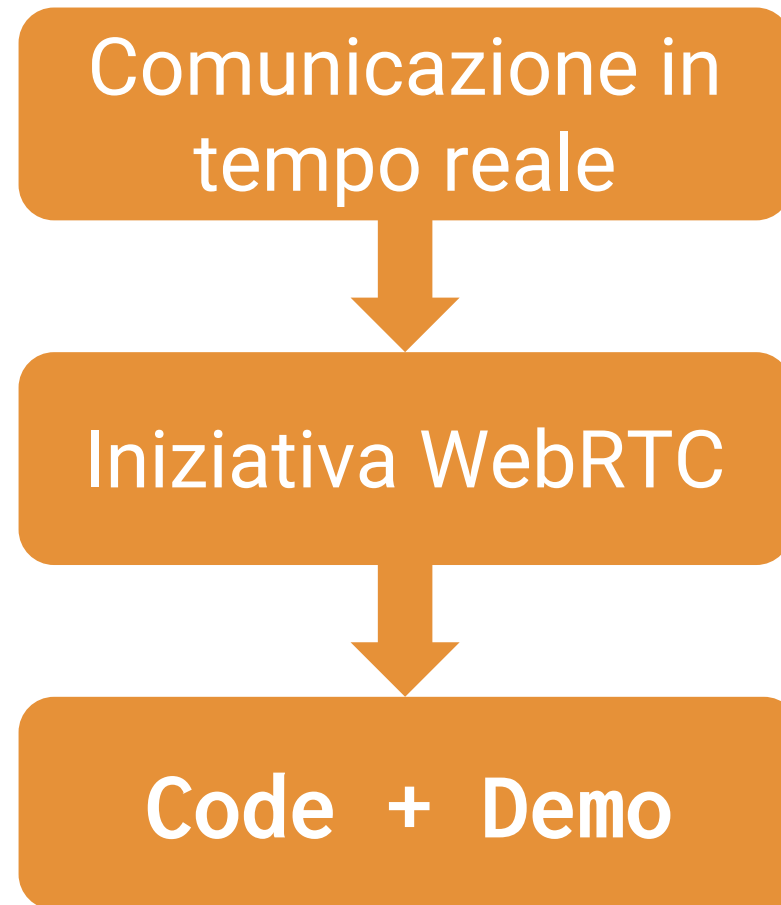 Comunicazione in
tempo reale
Iniziativa WebRTC
Code + Demo